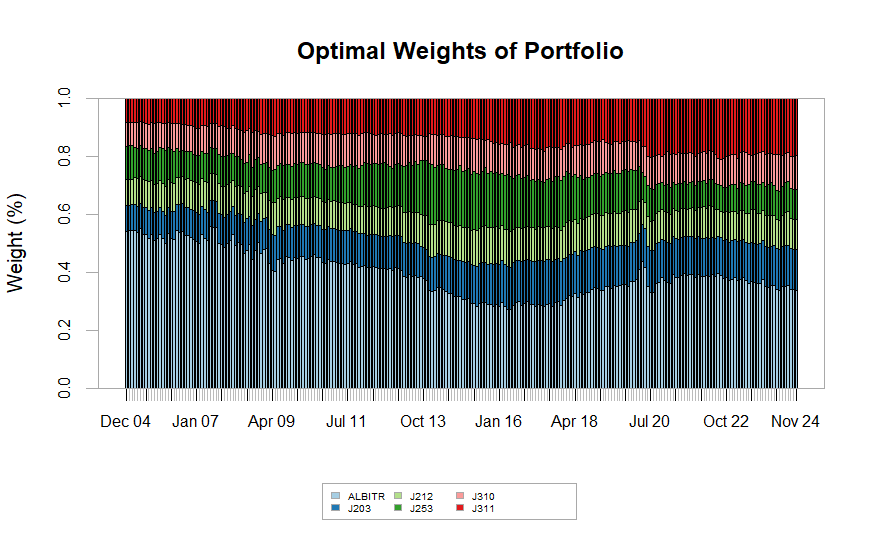 Optimal Weights of Portfolio
Weight (%)
1.0
0.8
0.6
0.4
0.2
0.0
Dec 04 Jan 07 Apr 09 Jul 11 Oct 13 Jan 16 Apr 18 Jul 20 Oct 22 Nov 24
ALBITR J212 J310
J203 J253 J311